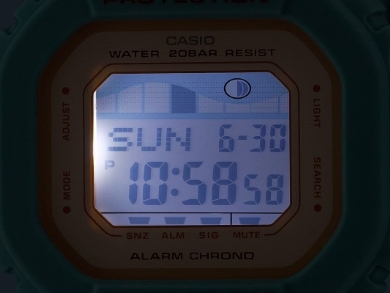 PROTECTION
CASIO
WATER 20BAR RESIST
ADJUST
LIGHT
SUN 6-30
P
10:58 58
MODE
SEARCH
SNZ ALM SIG MUTE
ALARM CHRONO